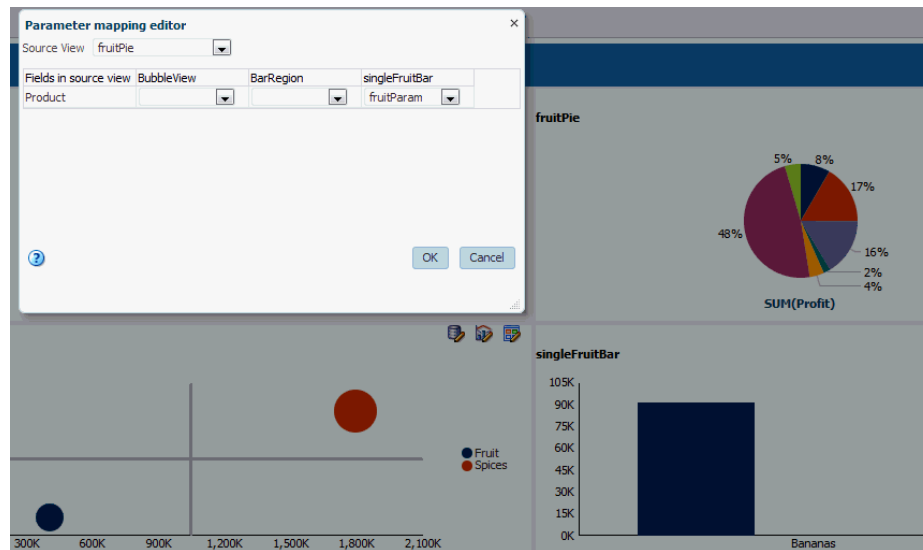 Parameter mapping editor
Source View fruitPie
Fields in source view BubbleView BarRegion singleFruitBar
Product fruitParam
OK Cancel
fruitPie
5% 8%
17%
48%
16%
2%
4%
SUM(Profit)
Fruit
Spices
300K 600K 900K 1,200K 1,500K 1,800K 2,100K
singleFruitBar
105K
90K
75K
60K
45K
30K
15K
0K
Bananas